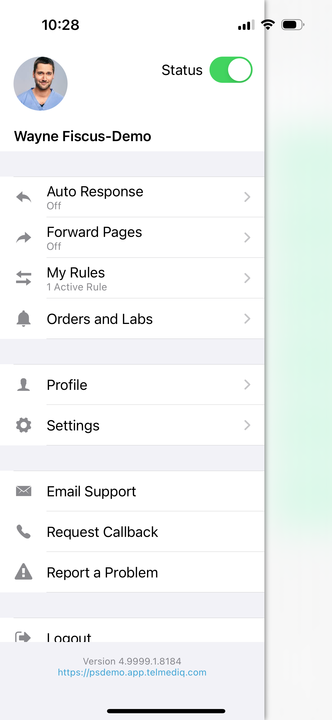 10:28
Status
Wayne Fiscus-Demo
Auto Response
Off
Forward Pages
Off
My Rules
1 Active Rule
Orders and Labs
Profile
Settings
Email Support
Request Callback
Report a Problem
Logout
Version 4.9999.1.8184
https://psdemo.app.telmediq.com